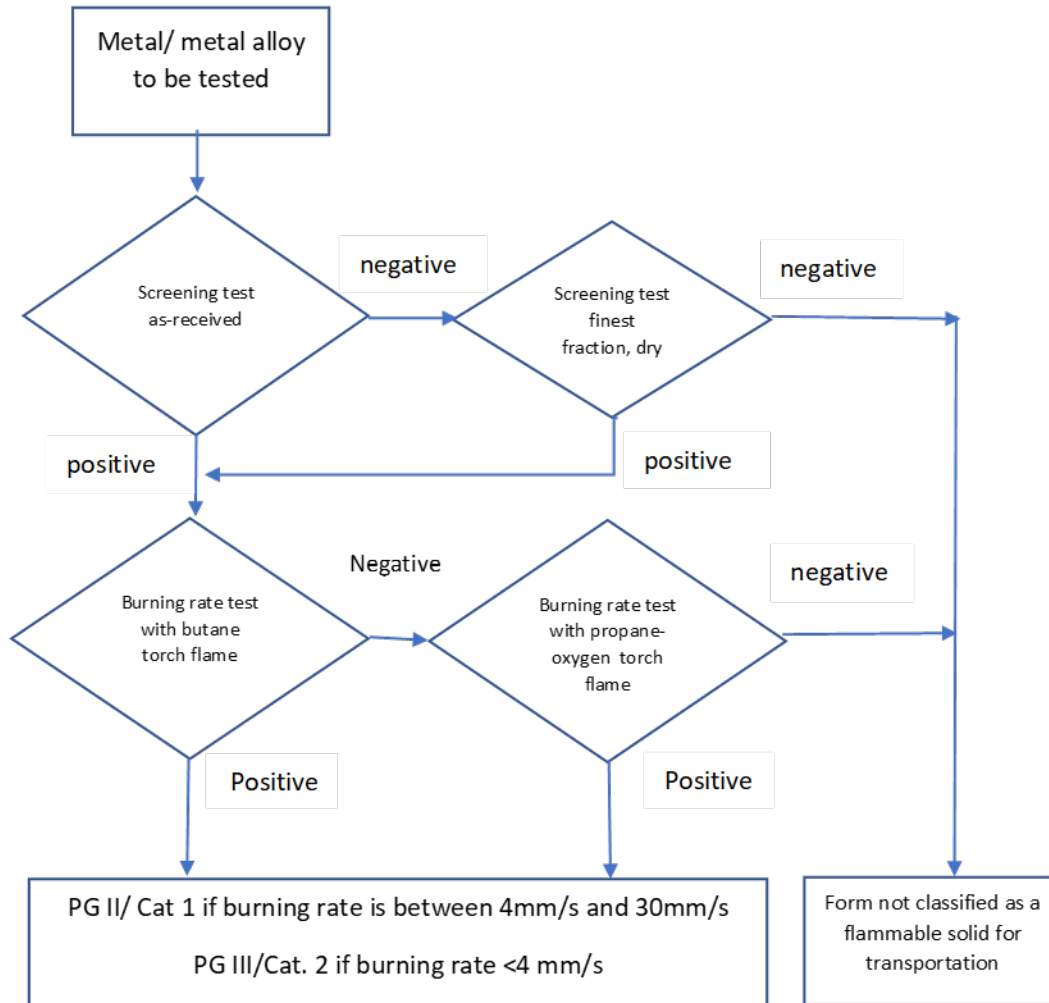 Metal/ metal alloy
to be tested
Screening test
as-received
negative
Screening test
finest
fraction, dry
negative
positive
positive
Burning rate test
with butane
torch flame
Negative
Burning rate test
with propane-
oxygen torch
flame
negative
Positive
Positive
PG II/ Cat 1 if burning rate is between 4mm/s and 30mm/s
PG III/Cat. 2 if burning rate <4 mm/s
Form not classified as a
flammable solid for
transportation